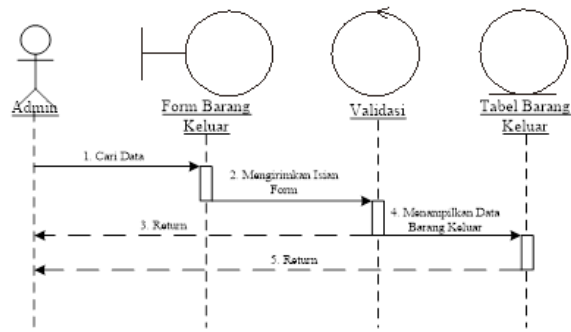 Admin
Form Barang
Keluar
Validasi
Tabel Barang
Keluar
1. Cari Data
2. Mengirimkan Isian
Form
3. Return
4. Menampilkan Data
Barang Keluar
5. Return